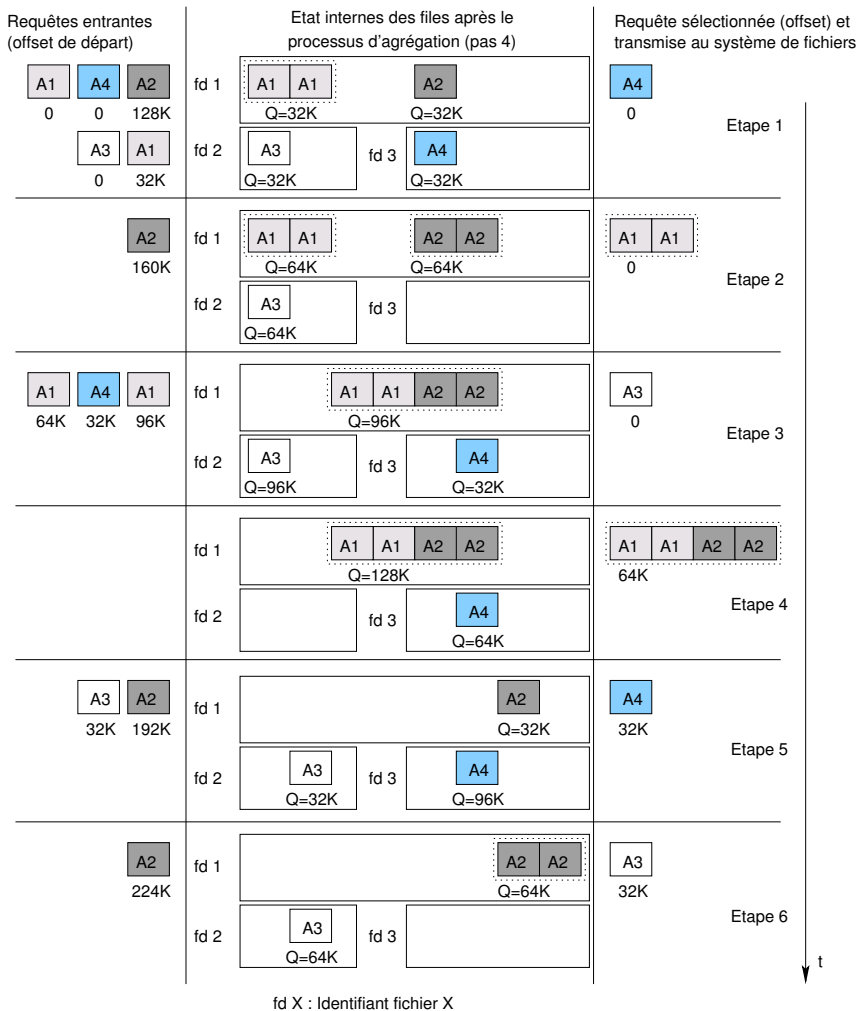 Requêtes entrantes
(offset de départ)
Etat internes des files après le
processus d'agrégation (pas 4)
Requête sélectionnée (offset) et
transmise au système de fichiers
A1 A4 A2
0 0 128K
A3 A1
0 32K
fd 1
A1 A1 A2
Q=32K Q=32K
fd 2
A3
Q=32K
fd 3
A4
Q=32K
A4
0
Etape 1
A2
160K
fd 1
A1 A1 A2 A2
Q=64K Q=64K
fd 2
A3
Q=64K
fd 3
A1 A1
0
Etape 2
A1 A4 A1
64K 32K 96K
fd 1
A1 A1 A2 A2
Q=96K
fd 2
A3
Q=96K
fd 3
A4
Q=32K
A3
0
Etape 3
fd 1
A1 A1 A2 A2
Q=128K
fd 2
fd 3
A4
Q=64K
A1 A1 A2 A2
64K
Etape 4
A3 A2
32K 192K
fd 1
A2
Q=32K
fd 2
A3
Q=32K
fd 3
A4
Q=96K
A4
32K
Etape 5
A2
224K
fd 1
A2 A2
Q=64K
fd 2
A3
Q=64K
fd 3
A3
32K
Etape 6
t
fd X : Identifiant fichier X